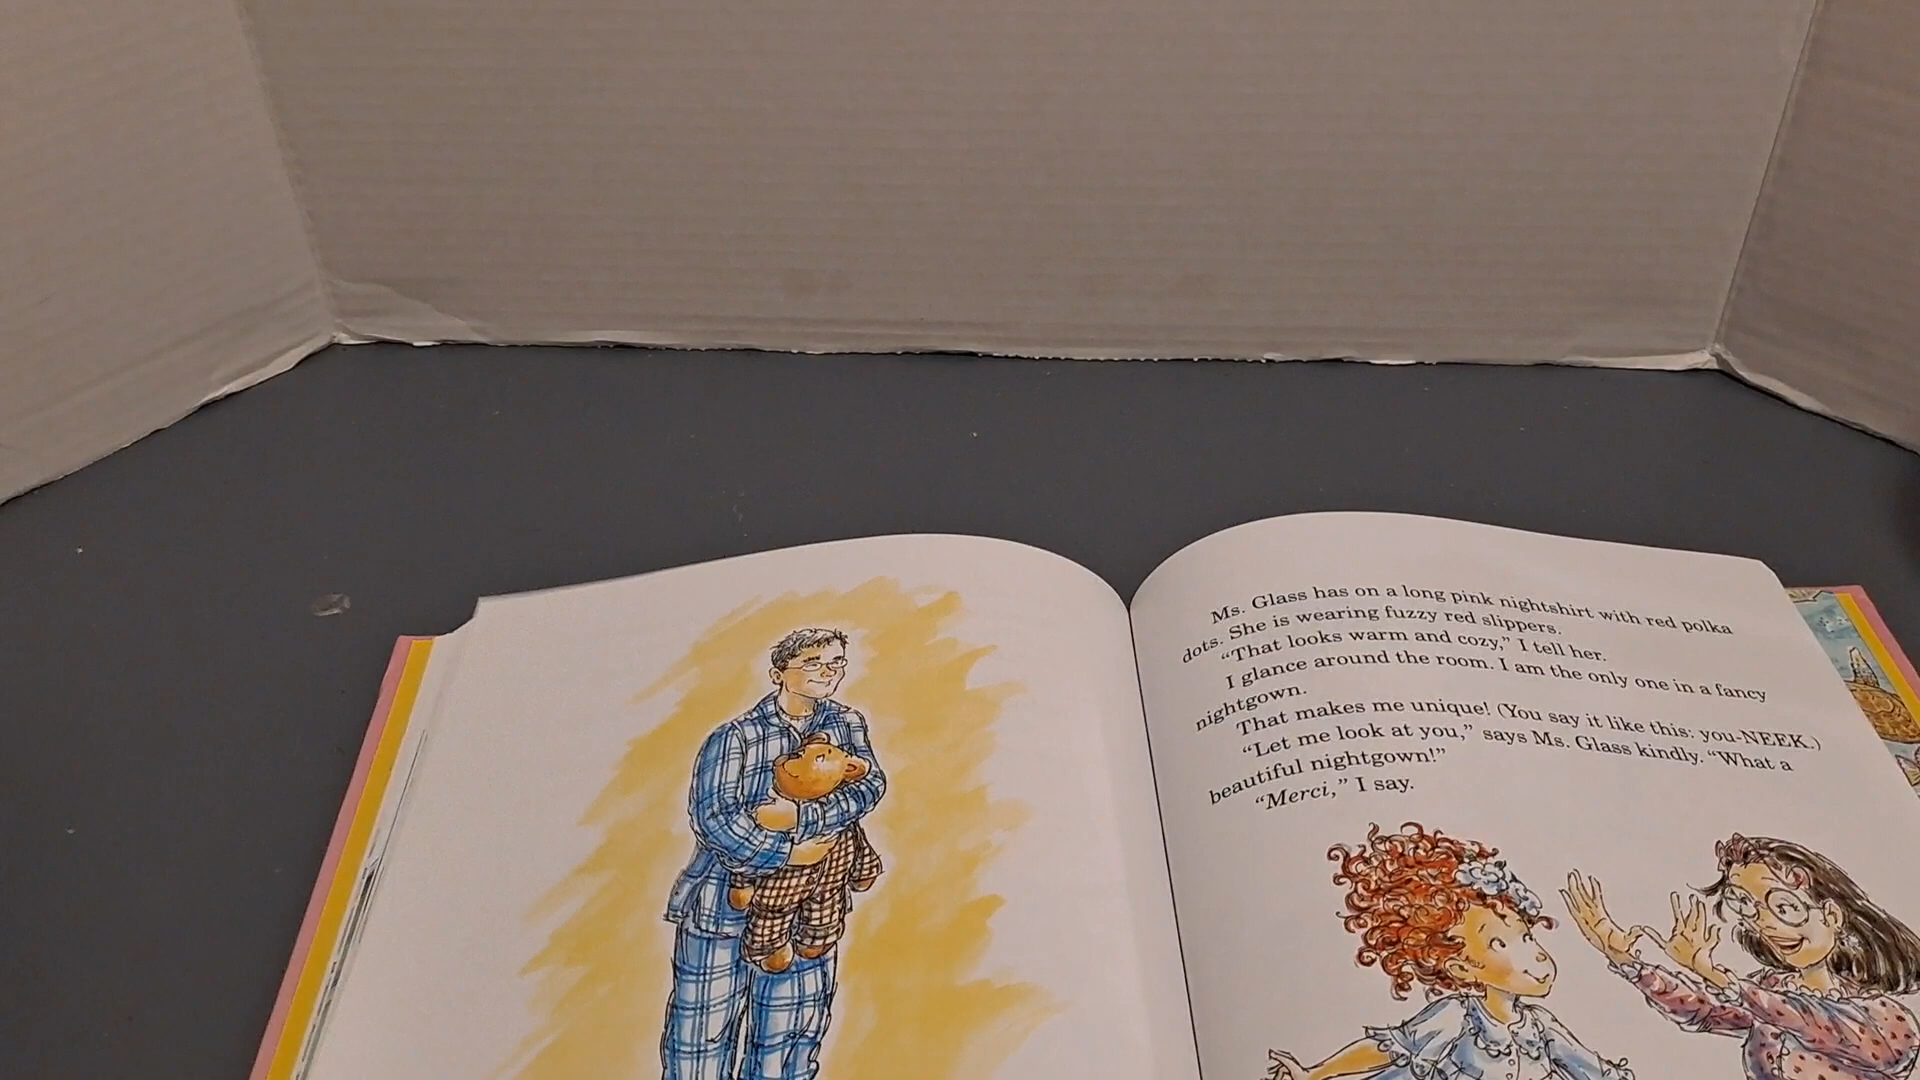 Ms. Glass has on a long pink nightshirt with red polka
dots. She is wearing fuzzy red slippers.
“That looks warm and cozy,” I tell her.
I glance around the room. I am the only one in a fancy
nightgown.
That makes me unique! (You say it like this: you-NEEK.)
“Let me look at you,” says Ms. Glass kindly. “What a
beautiful nightgown!”
“Merci,” I say.